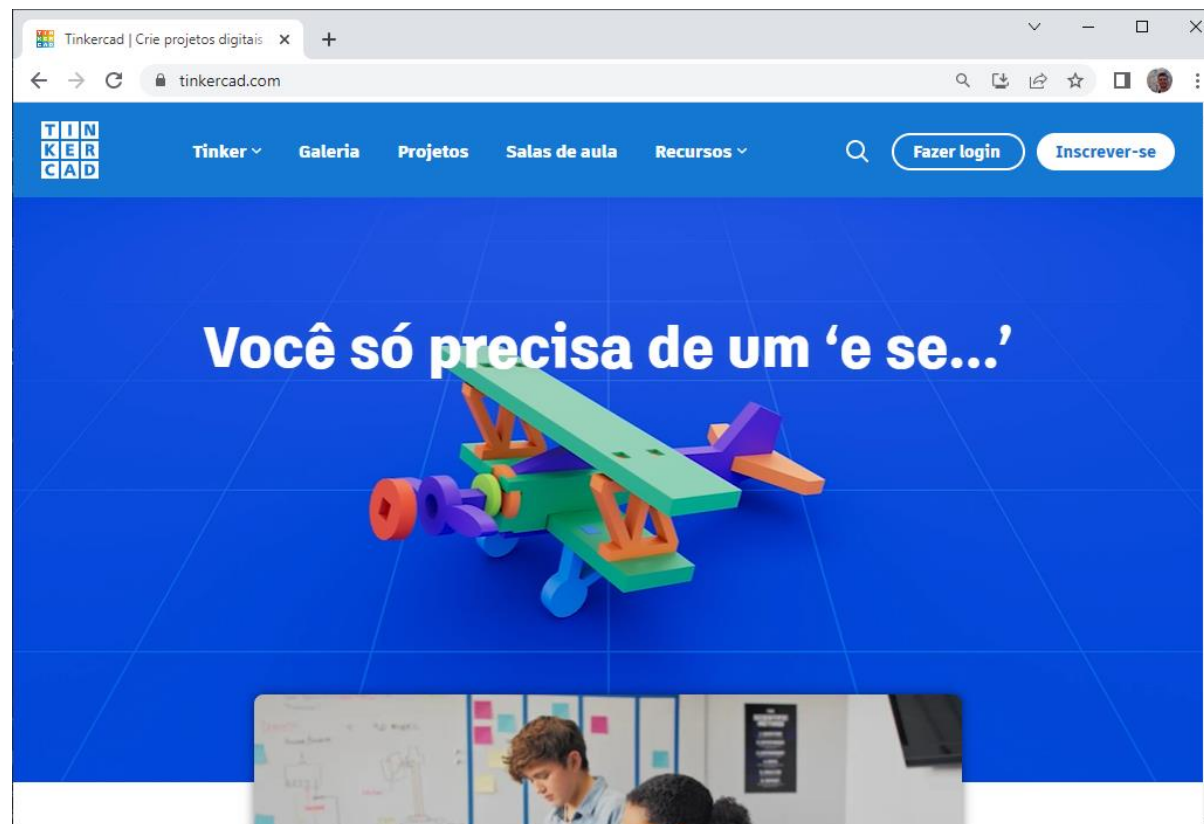 Tinkercad | Crie projetos digitais
tinkercad.com
TIN
KER
CAD
Tinker
Galeria
Projetos
Salas de aula
Recursos
Fazer login
Inscrever-se
Você só precisa de um ‘e se...’